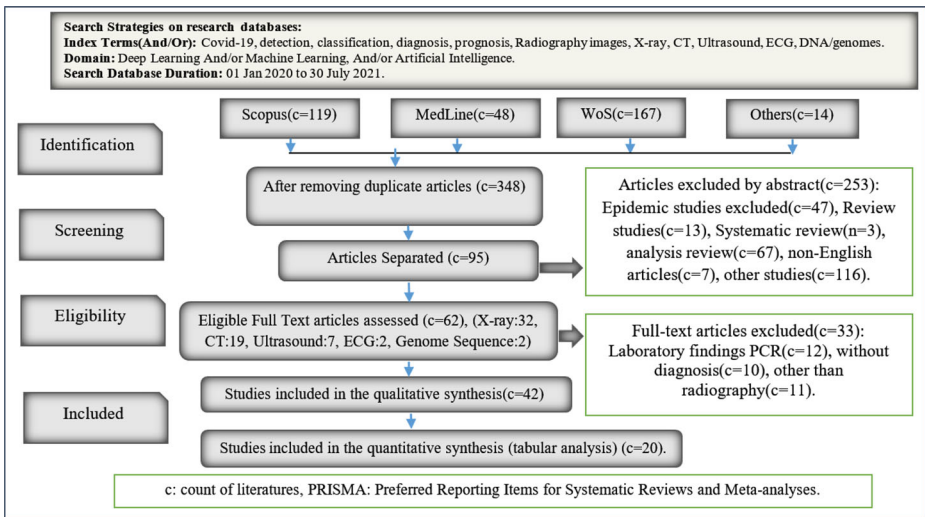 Search Strategies on research databases:
Index Terms(And/Or): Covid-19, detection, classification, diagnosis, prognosis, Radiography images, X-ray, CT, Ultrasound, ECG, DNA/genomes.
Domain: Deep Learning And/or Machine Learning, And/or Artificial Intelligence.
Search Database Duration: 01 Jan 2020 to 30 July 2021.
Scopus(c=119)
MedLine(c=48)
WoS(c=167)
Others(c=14)
Identification
After removing duplicate articles (c=348)
Articles excluded by abstract(c=253):
Epidemic studies excluded(c=47), Review
studies(c=13), Systematic review(n=3),
analysis review(c=67), non-English
articles(c=7), other studies(c=116).
Screening
Articles Separated (c=95)
Eligibility
Eligible Full Text articles assessed (c=62), (X-ray:32,
CT:19, Ultrasound:7, ECG:2, Genome Sequence:2)
Full-text articles excluded(c=33):
Laboratory findings PCR(c=12), without
diagnosis(c=10), other than
radiography(c=11).
Studies included in the qualitative synthesis(c=42)
Included
Studies included in the quantitative synthesis (tabular analysis) (c=20).
c: count of literatures, PRISMA: Preferred Reporting Items for Systematic Reviews and Meta-analyses.